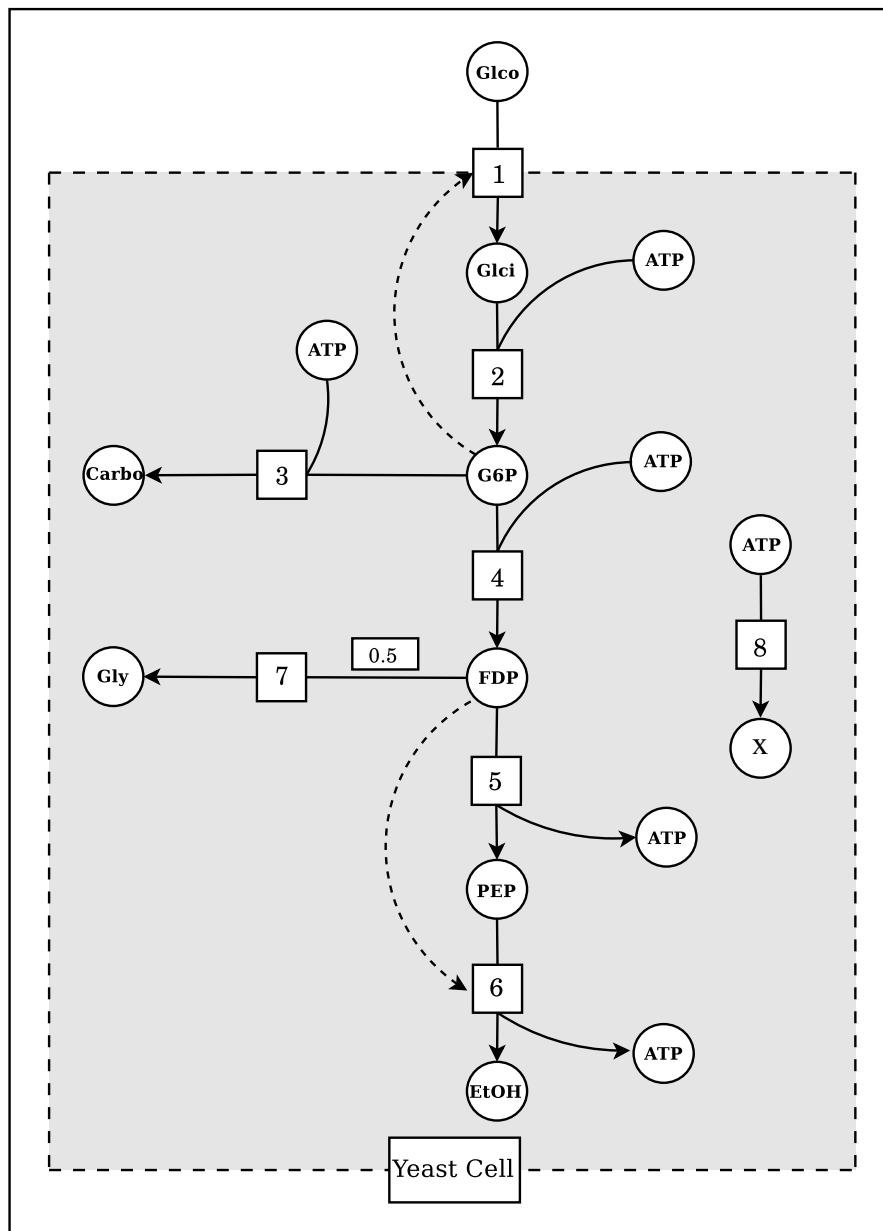 Glco
1
Glci
ATP
2
ATP
Carbo
3
G6P
ATP
4
ATP
0.5
8
Gly
7
FDP
X
5
ATP
PEP
6
ATP
EtOH
Yeast Cell